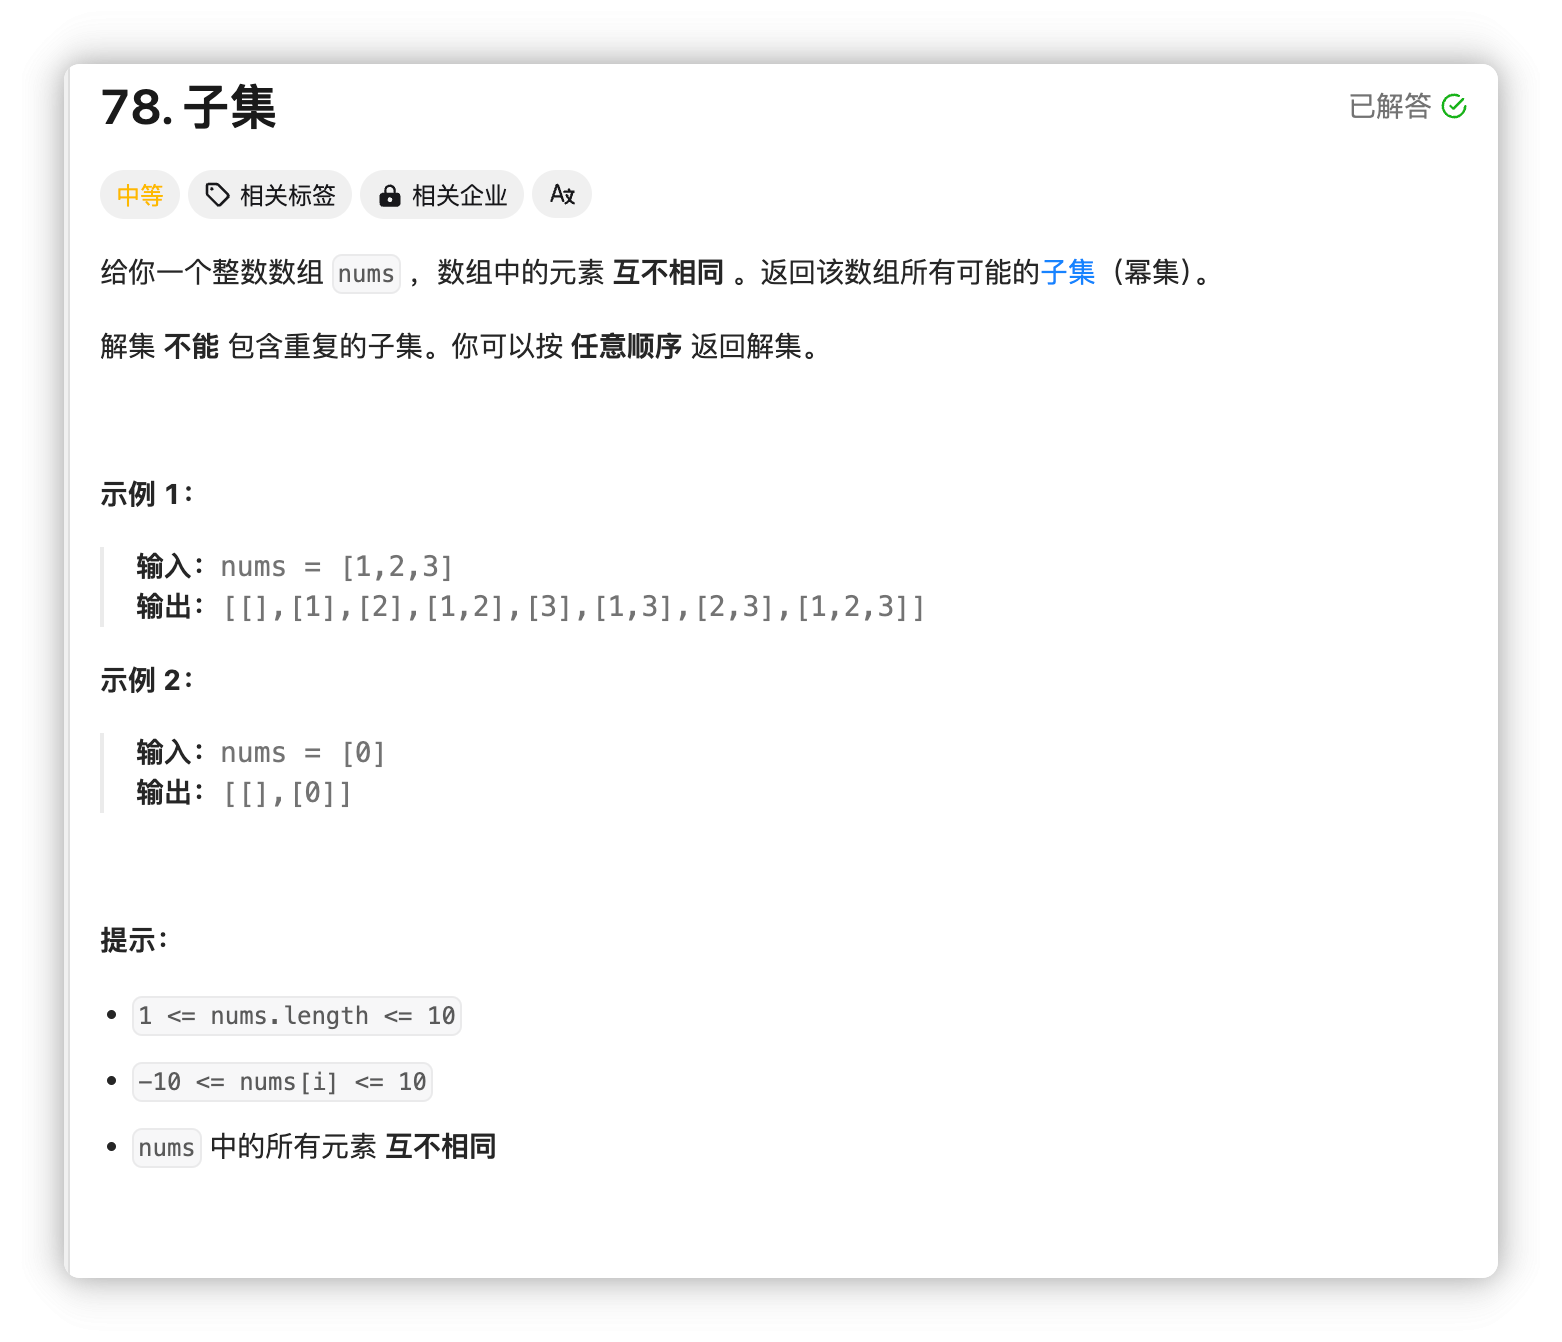 78. 子集
已解答
中等
相关标签
相关企业
给你一个整数数组 nums ，数组中的元素 互不相同 。返回该数组所有可能的子集（幂集）。
解集 不能 包含重复的子集。你可以按 任意顺序 返回解集。
示例 1：
输入：nums = [1,2,3]
输出：[[],[1],[2],[1,2],[3],[1,3],[2,3],[1,2,3]]
示例 2：
输入：nums = [0]
输出：[[],[0]]
提示：
• 1 <= nums.length <= 10
• -10 <= nums[i] <= 10
• nums 中的所有元素 互不相同